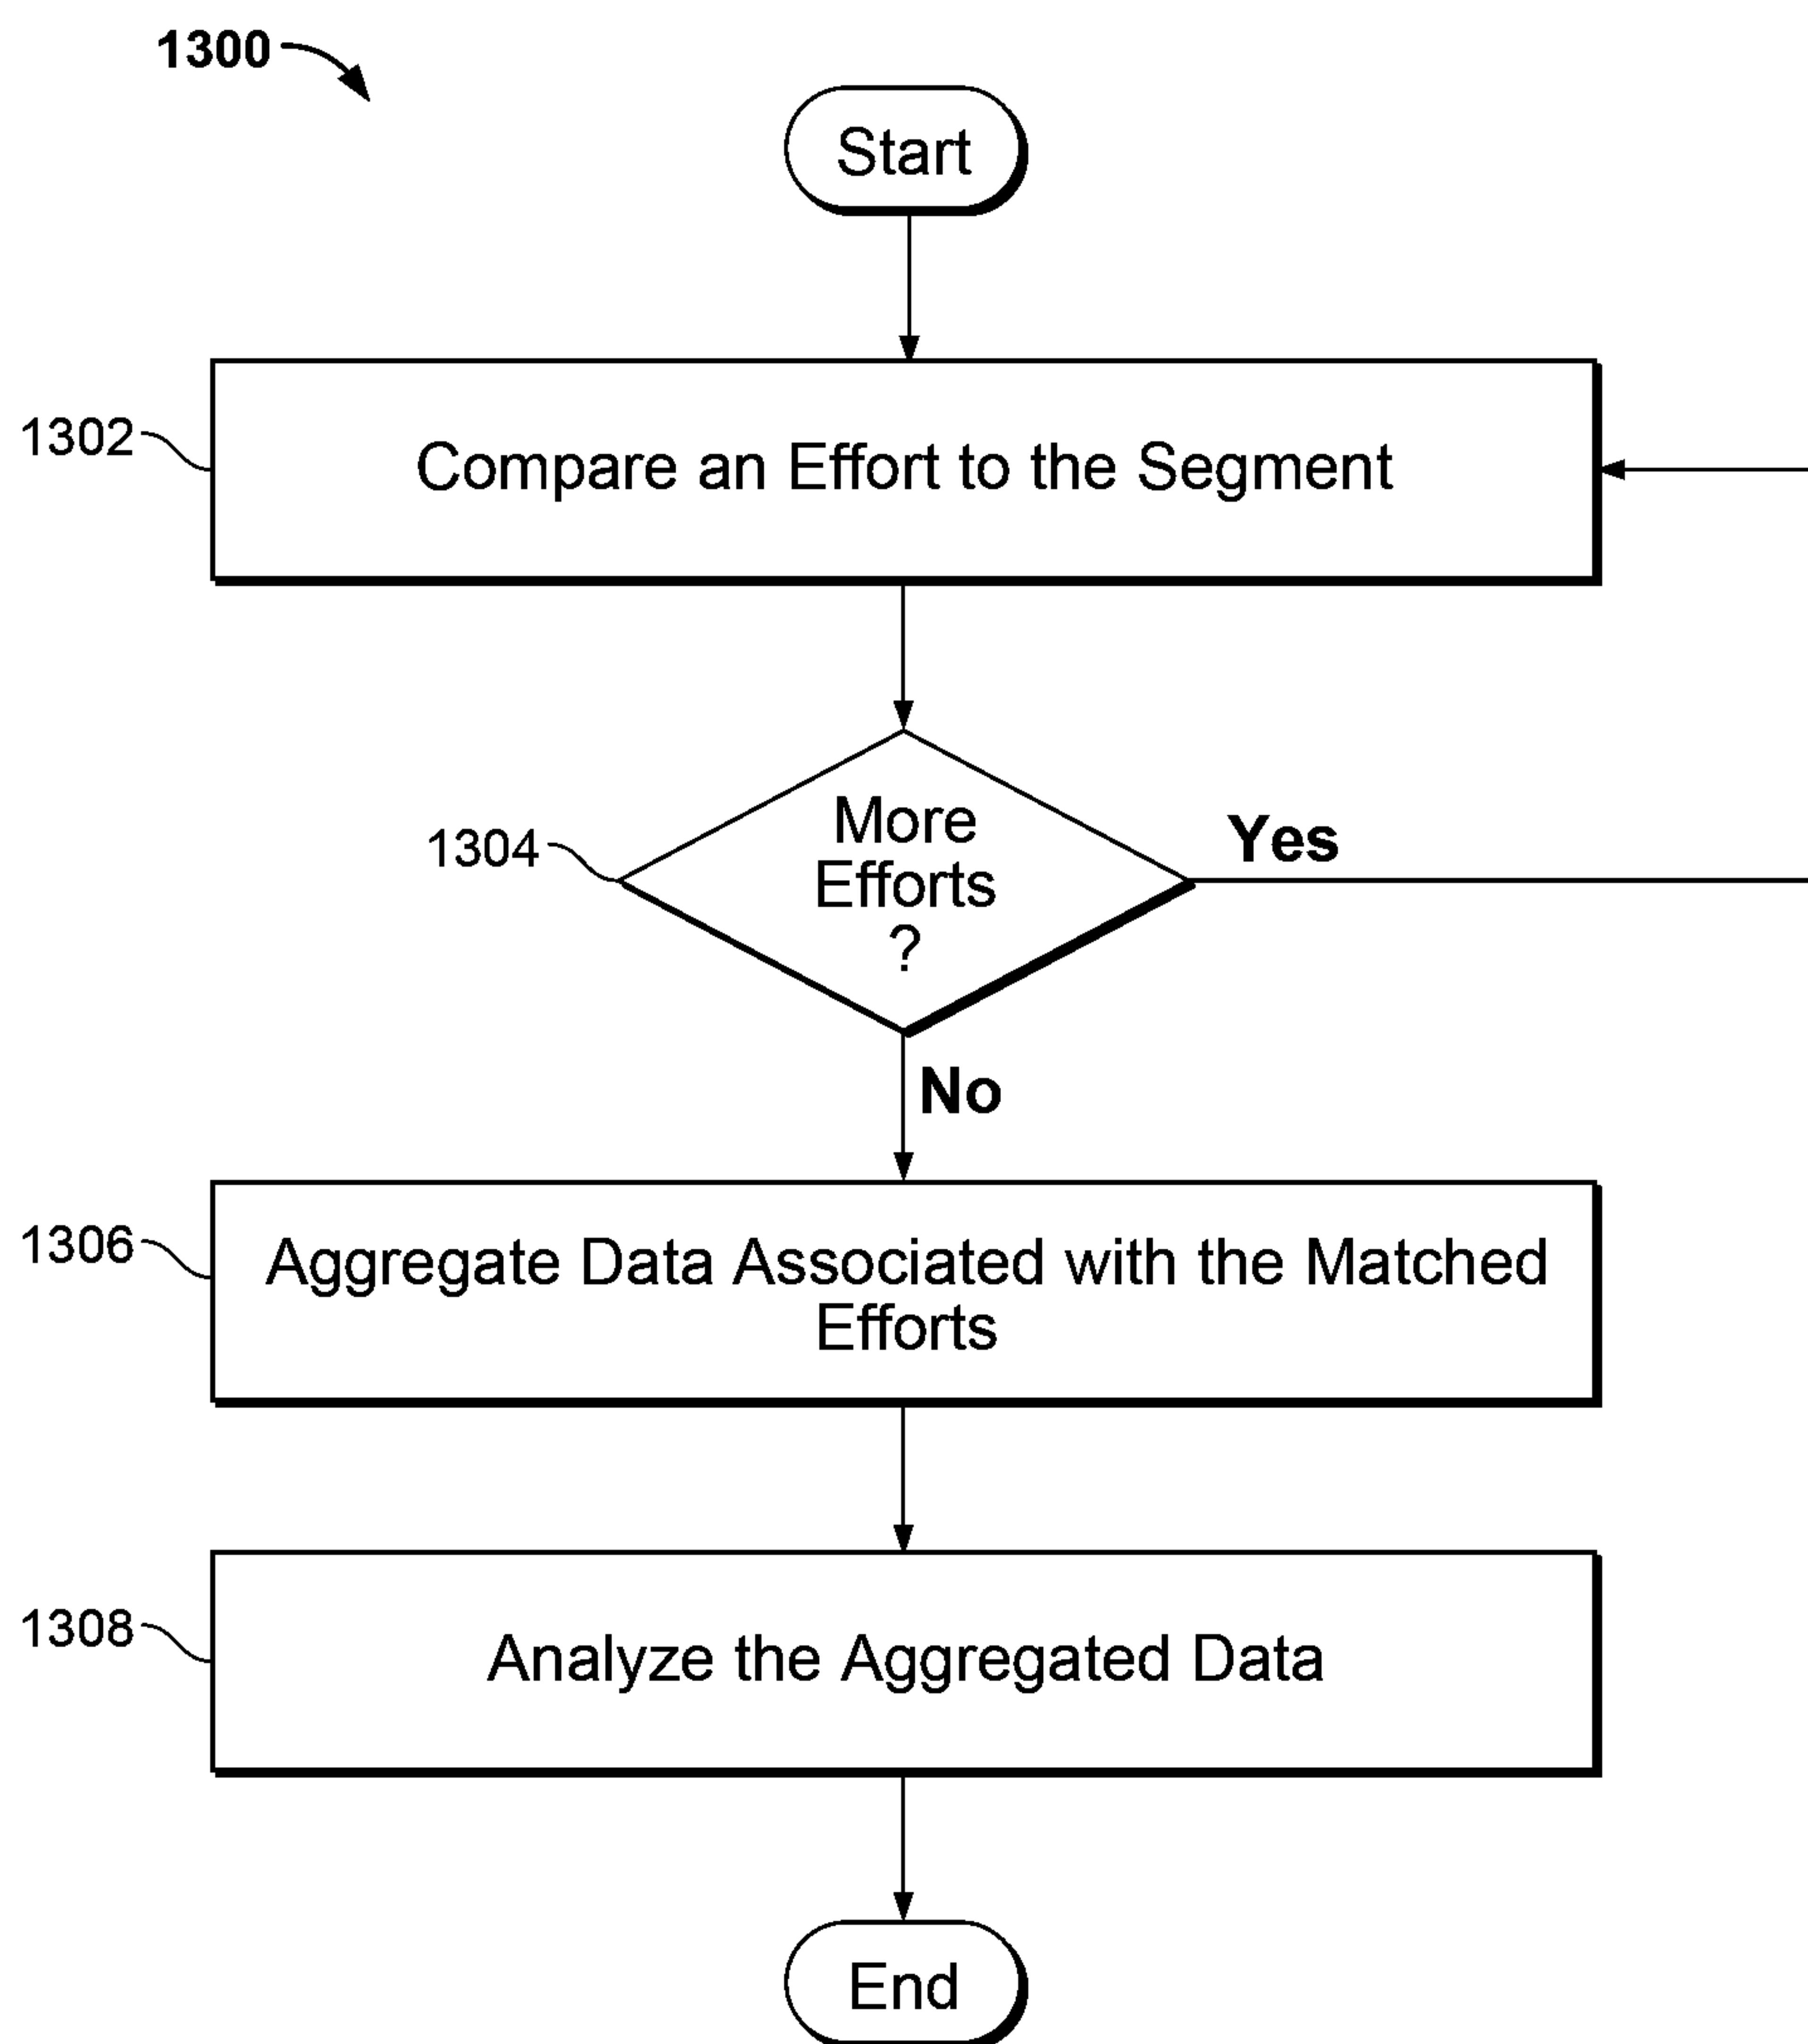 1300
Start
1302
Compare an Effort to the Segment
1304
More
Efforts
?
Yes
No
1306
Aggregate Data Associated with the Matched
Efforts
1308
Analyze the Aggregated Data
End